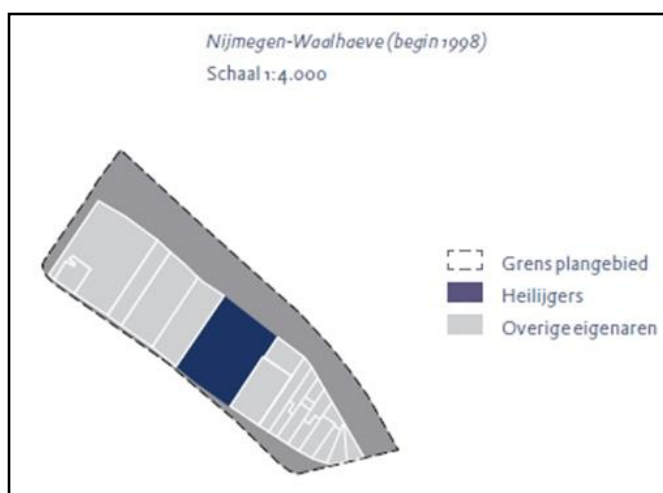 Nijmegen-Waalhaeve (begin 1998)
Schaal 1:4.000
Grens plangebied
Heilijgers
Overige eigenaren